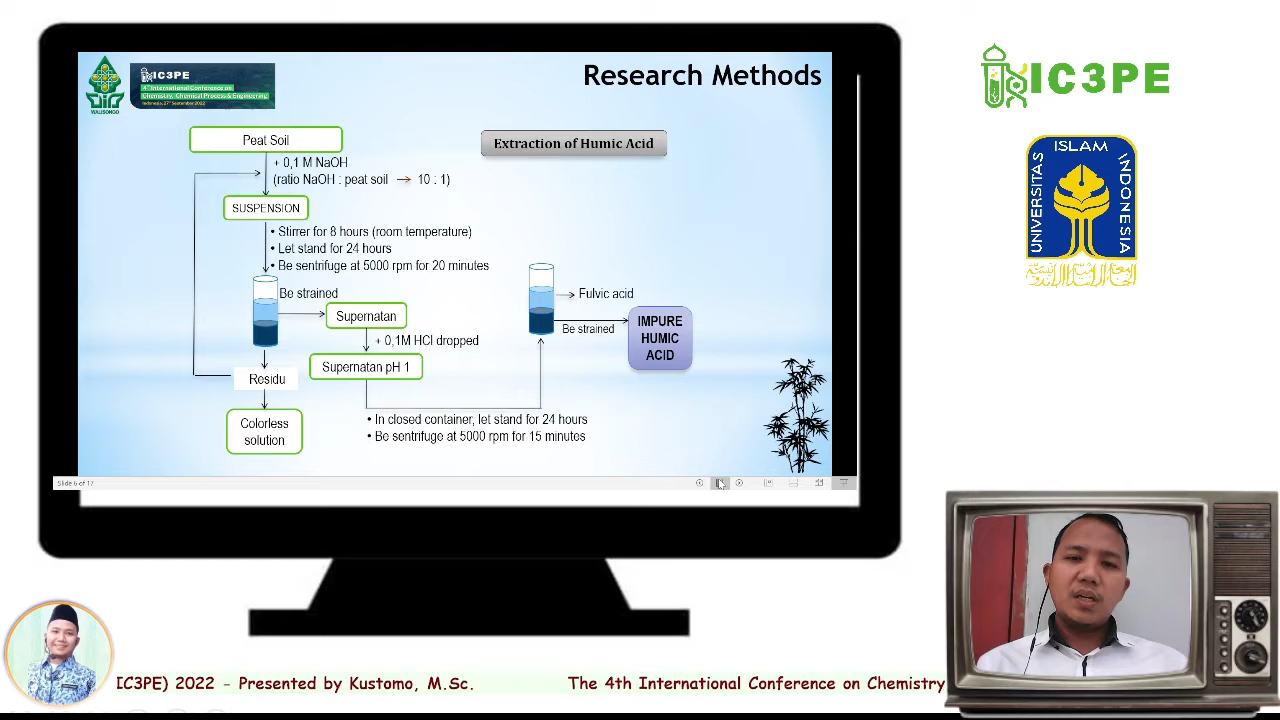 WALISONGO
IC3PE
4th International Conference on
Chemistry, Chemical Process & Engineering
Indonesia, 27th September 2022
Research Methods
Extraction of Humic Acid
Peat Soil
+ 0,1 M NaOH
(ratio NaOH : peat soil → 10 : 1)
SUSPENSION
• Stirrer for 8 hours (room temperature)
• Let stand for 24 hours
• Be sentrifuge at 5000 rpm for 20 minutes
Be strained
Supernatan
+ 0,1M HCl dropped
Supernatan pH 1
Residu
Colorless
solution
• In closed container, let stand for 24 hours
• Be sentrifuge at 5000 rpm for 15 minutes
Fulvic acid
Be strained
IMPURE
HUMIC
ACID
Slide 6 of 17
IC3PE
UNIVERSITAS ISLAM INDONESIA
IC3PE) 2022 - Presented by Kustomo, M.Sc.
The 4th International Conference on Chemistry